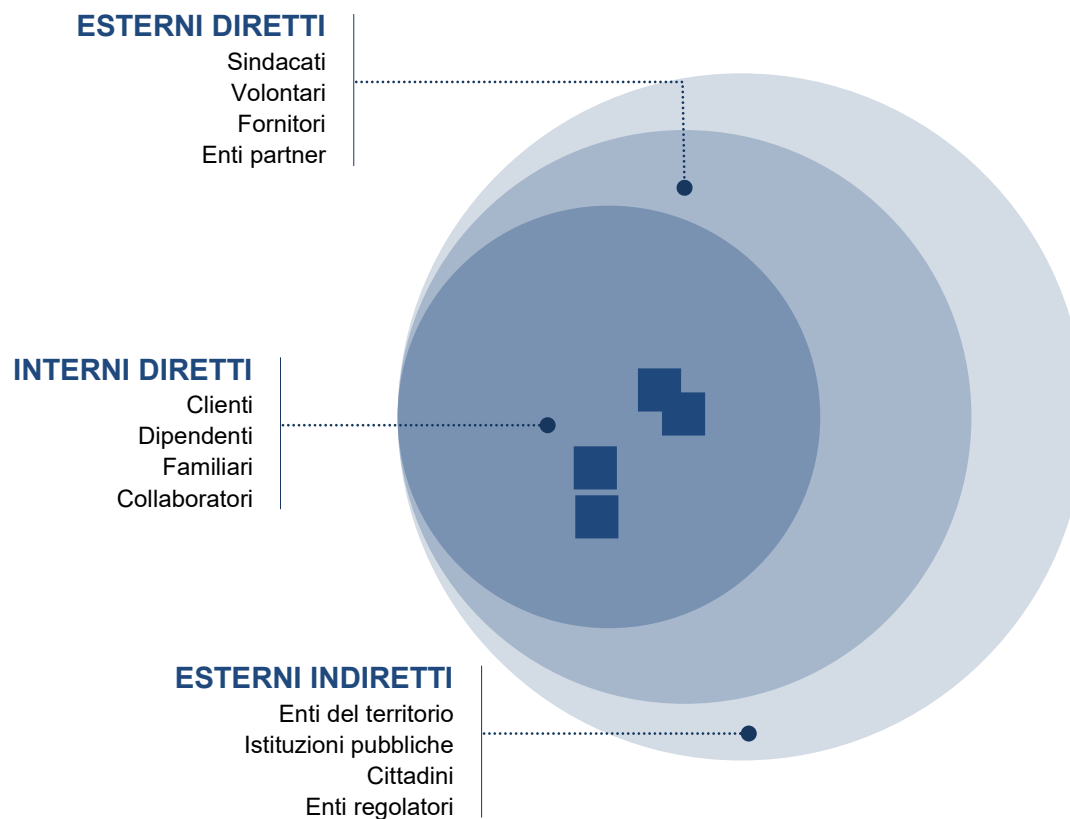 ESTERNI DIRETTI
Sindacati
Volontari
Fornitori
Enti partner
INTERNI DIRETTI
Clienti
Dipendenti
Familiari
Collaboratori
ESTERNI INDIRETTI
Enti del territorio
Istituzioni pubbliche
Cittadini
Enti regolatori